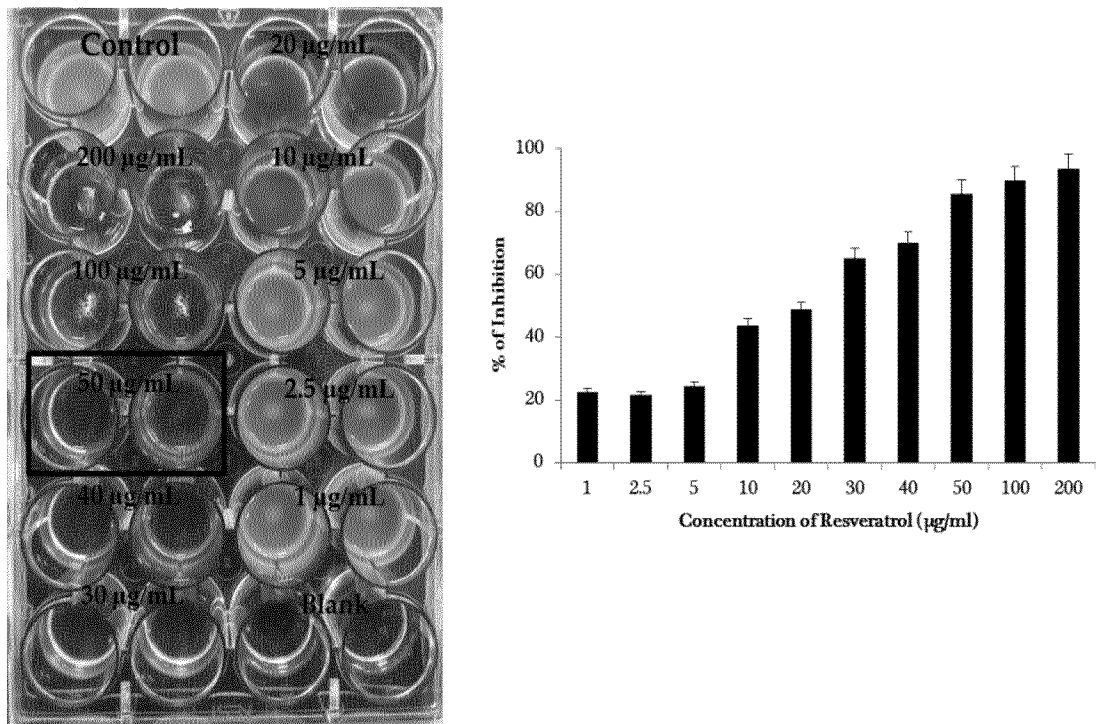 Control
20 µg/mL
200 µg/mL
10 µg/mL
100 µg/mL
5 µg/mL
50 µg/mL
2.5 µg/mL
40 µg/mL
1 µg/mL
30 µg/mL
Blank
100
80
60
40
20
0
% of Inhibition
1 2.5 5 10 20 30 40 50 100 200
Concentration of Resveratrol (µg/ml)